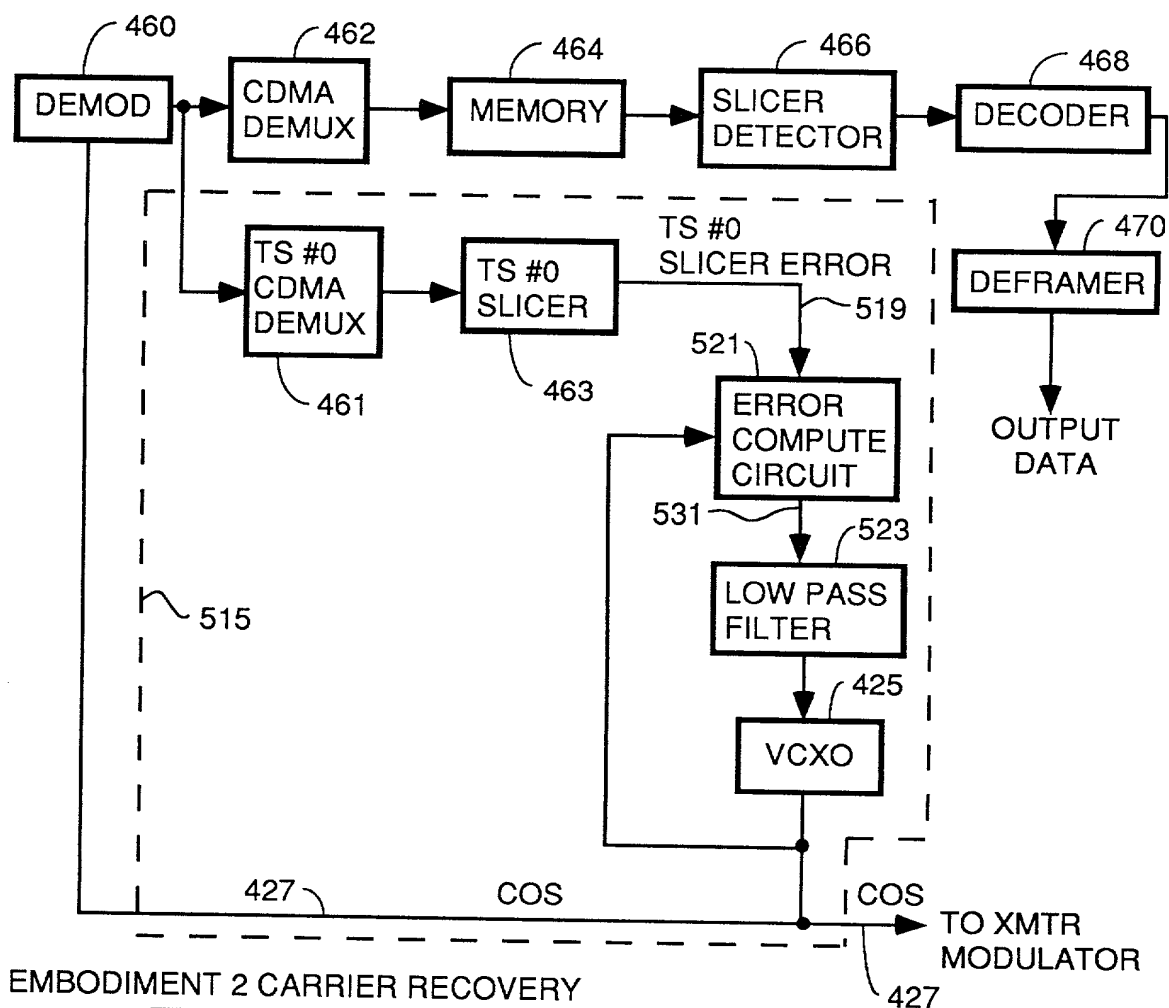 460
462
464
466
468
DEMOD
CDMA
DEMUX
MEMORY
SLICER
DETECTOR
DECODER
TS #0
CDMA
DEMUX
461
TS #0
SLICER
463
TS #0
SLICER ERROR
519
470
DEFRAMER
OUTPUT
DATA
521
ERROR
COMPUTE
CIRCUIT
531
523
LOW PASS
FILTER
515
425
VCXO
427
COS
COS
TO XMTR
MODULATOR
427
EMBODIMENT 2 CARRIER RECOVERY